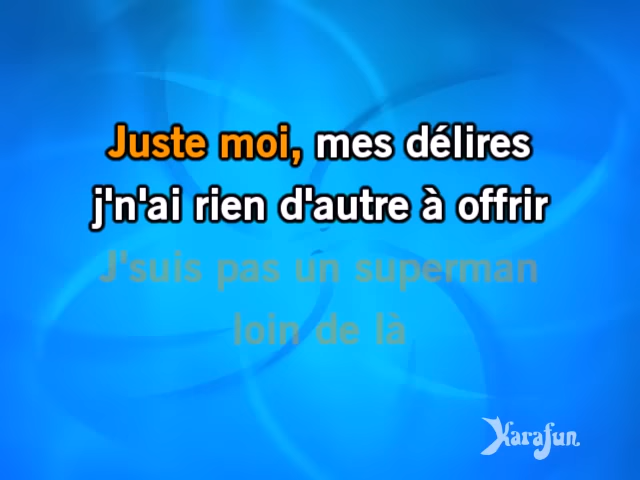 Juste moi, mes délires
j'n'ai rien d'autre à offrir
J'suis pas un superman
loin de là
Karafun